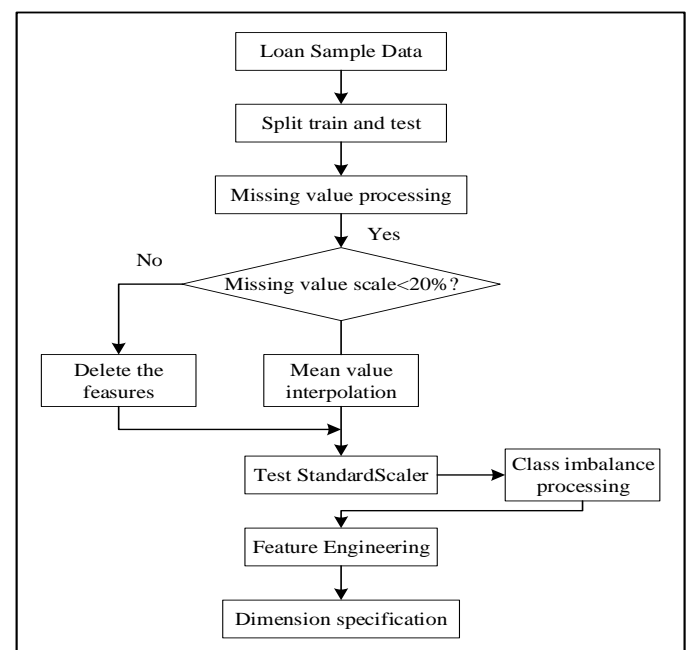 Loan Sample Data
Split train and test
Missing value processing
Yes
No
Missing value scale<20%?
Delete the
feasures
Mean value
interpolation
Test StandardScaler
Class imbalance
processing
Feature Engineering
Dimension specification